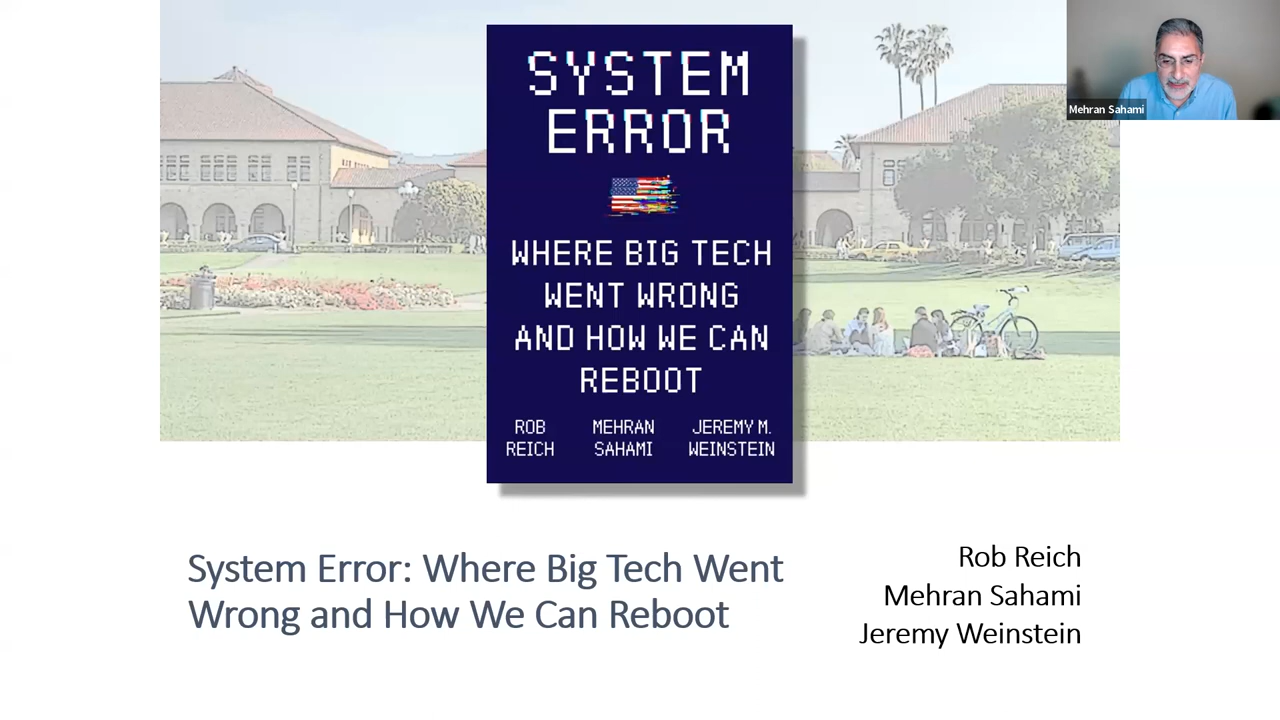 SYSTEM
ERROR
WHERE BIG TECH
WENT WRONG
AND HOW WE CAN
REBOOT
ROB
REICH
MEHRAN
SAHAMI
JEREMY M.
WEINSTEIN
Mehran Sahami
System Error: Where Big Tech Went
Wrong and How We Can Reboot
Rob Reich
Mehran Sahami
Jeremy Weinstein